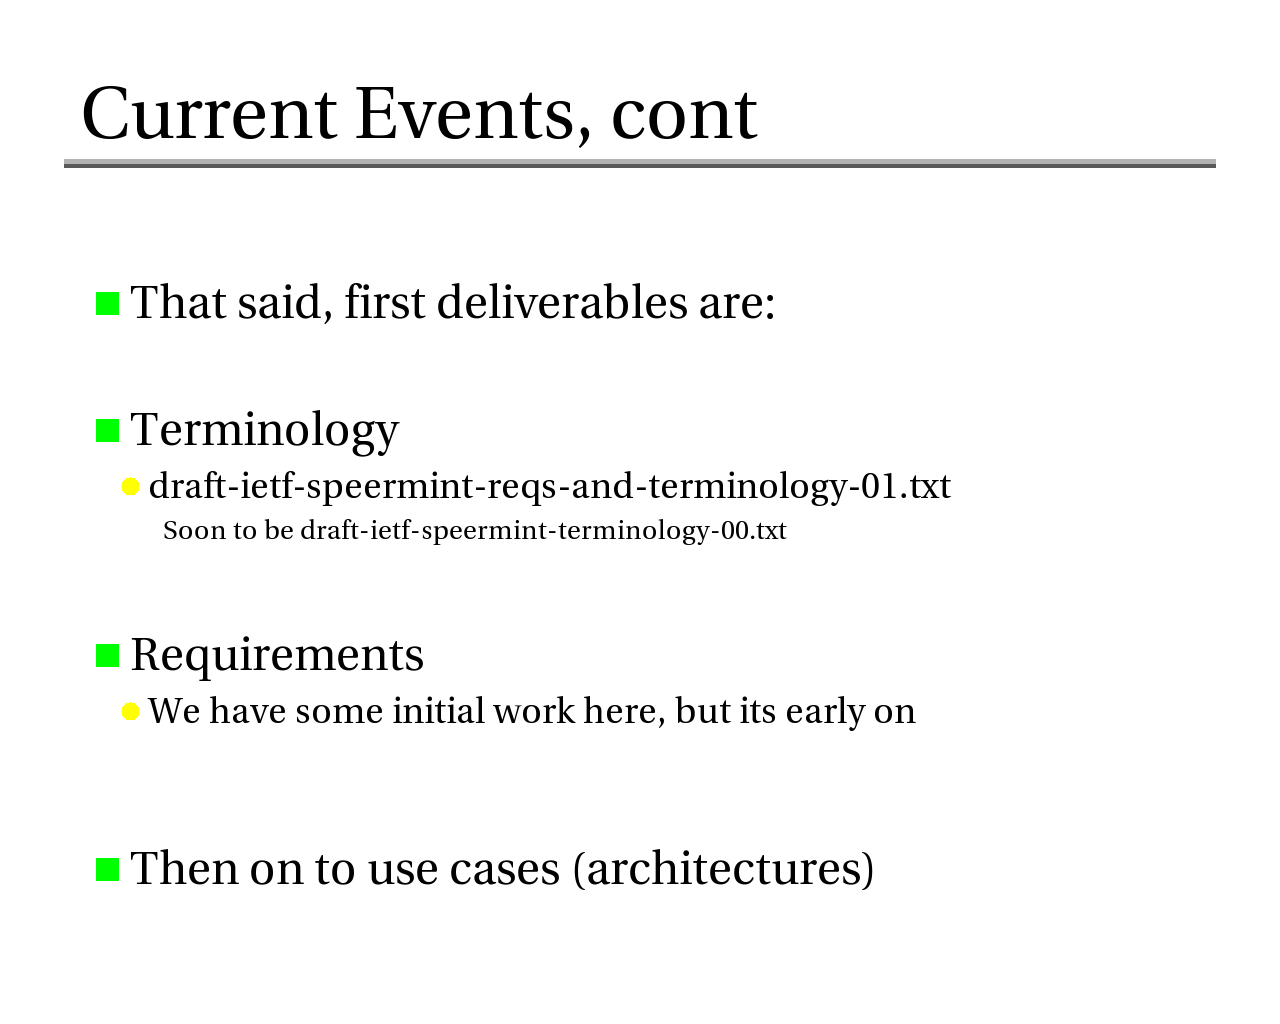 Current Events, cont
That said, first deliverables are:
Terminology
draft-ietf-speermint-reqs-and-terminology-01.txt
Soon to be draft-ietf-speermint-terminology-00.txt
Requirements
We have some initial work here, but its early on
Then on to use cases (architectures)